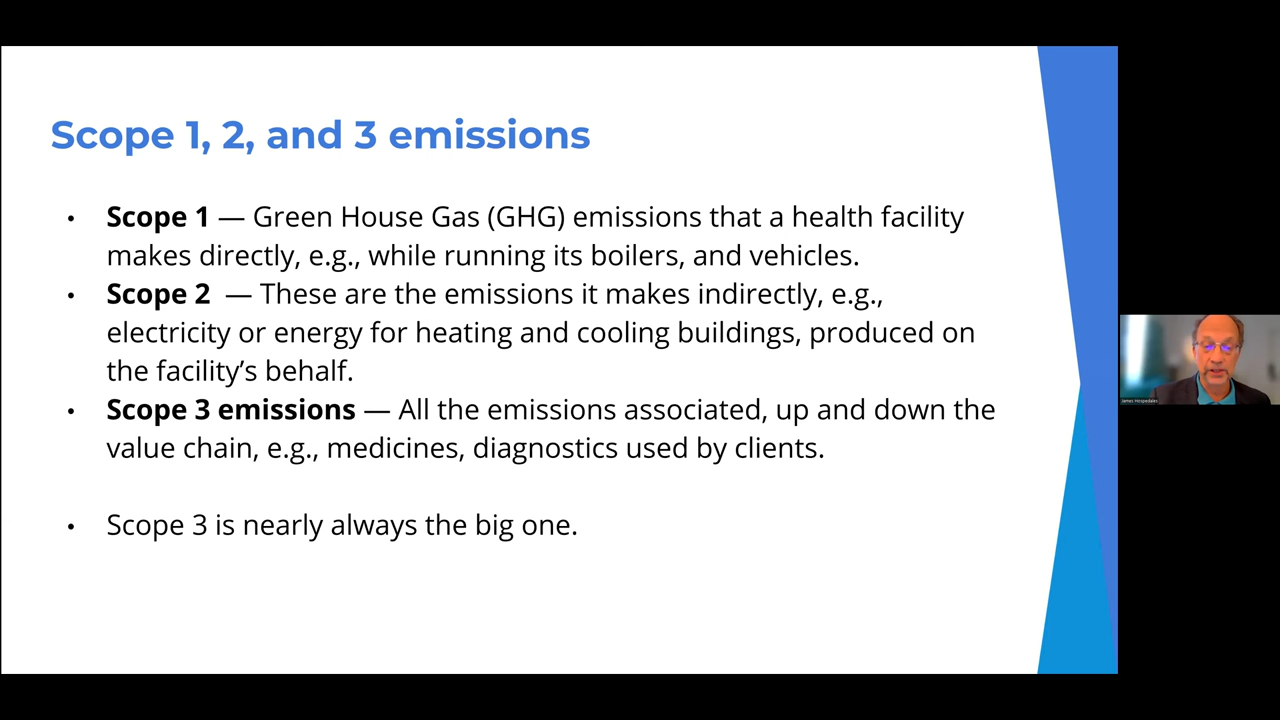 Scope 1, 2, and 3 emissions
• Scope 1 — Green House Gas (GHG) emissions that a health facility
makes directly, e.g., while running its boilers, and vehicles.
• Scope 2 — These are the emissions it makes indirectly, e.g.,
electricity or energy for heating and cooling buildings, produced on
the facility’s behalf.
• Scope 3 emissions — All the emissions associated, up and down the
value chain, e.g., medicines, diagnostics used by clients.
• Scope 3 is nearly always the big one.
James Hospedales